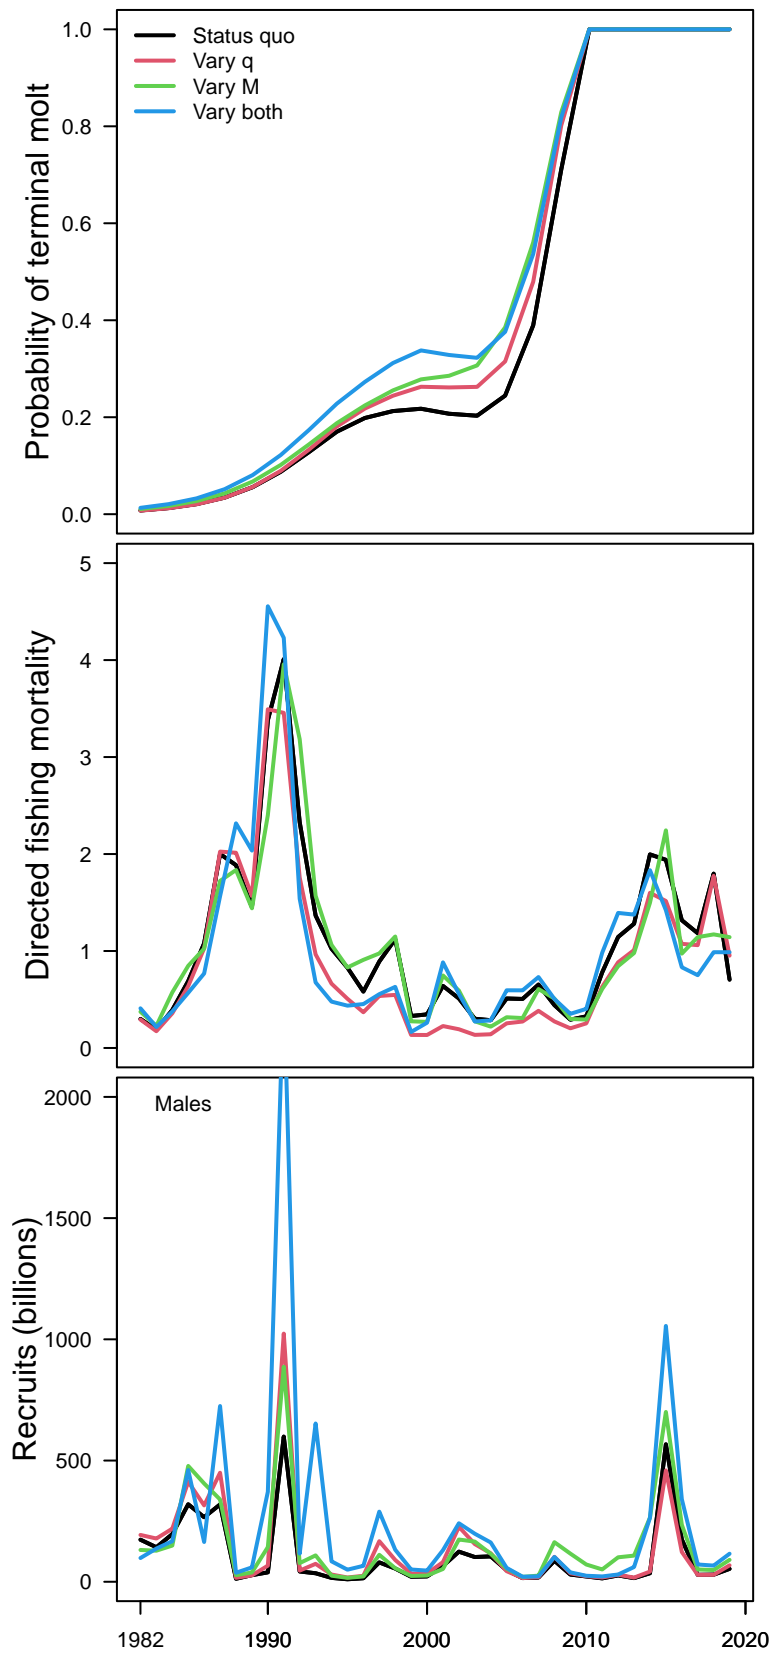 Probability of terminal molt
1.0
0.8
0.6
0.4
0.2
0.0
Status quo
Vary q
Vary M
Vary both
Directed fishing mortality
5
4
3
2
1
0
Recruits (billions)
2000
1500
1000
500
0
Males
1982 1990 2000 2010 2020